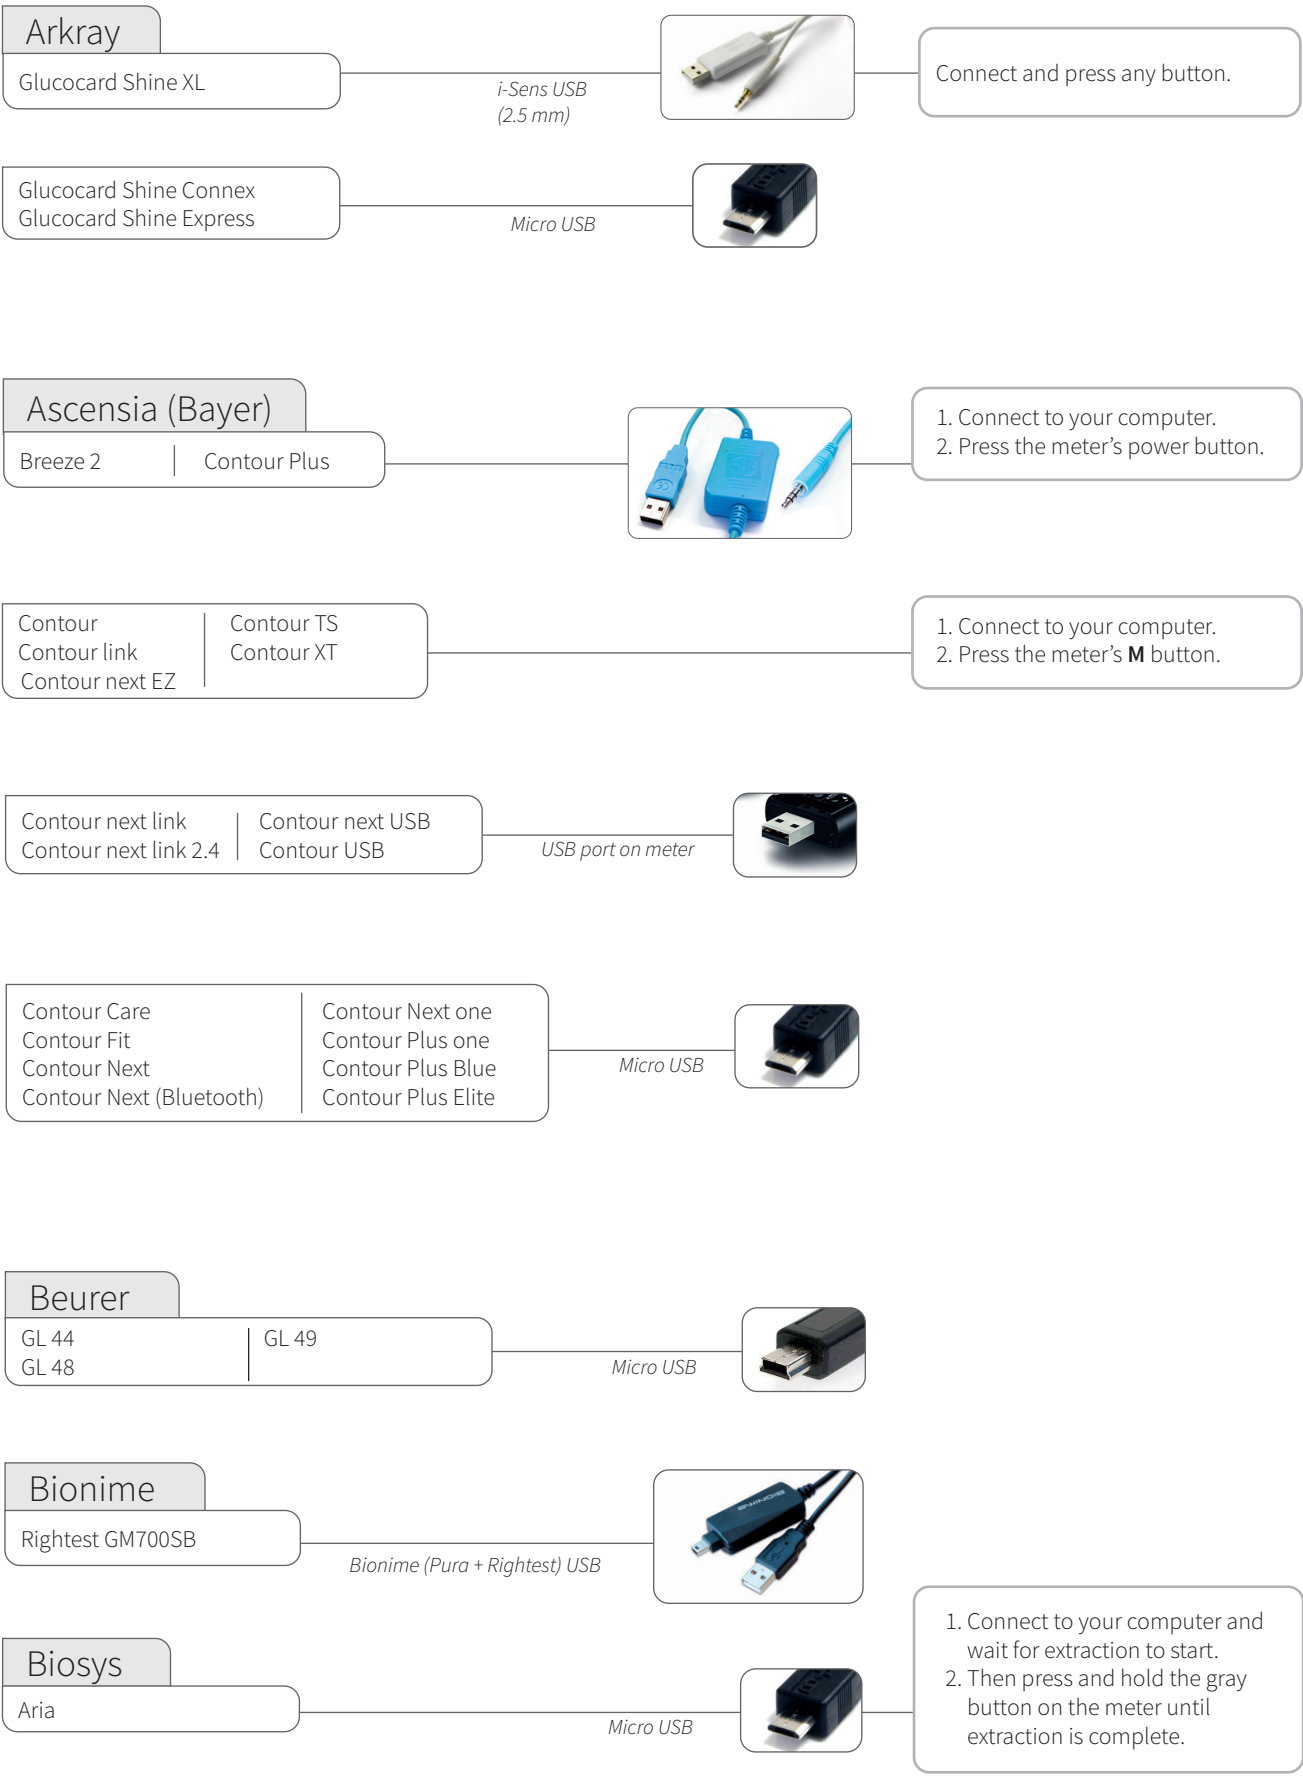 Arkray
Glucocard Shine XL
i-Sens USB
(2.5 mm)
Connect and press any button.
Glucocard Shine Connex
Glucocard Shine Express
Micro USB
Ascensia (Bayer)
Breeze 2
Contour Plus
1. Connect to your computer.
2. Press the meter’s power button.
Contour
Contour link
Contour next EZ
Contour TS
Contour XT
1. Connect to your computer.
2. Press the meter’s M button.
Contour next link
Contour next link 2.4
Contour next USB
Contour USB
USB port on meter
Contour Care
Contour Fit
Contour Next
Contour Next (Bluetooth)
Contour Next one
Contour Plus one
Contour Plus Blue
Contour Plus Elite
Micro USB
Beurer
GL 44
GL 48
GL 49
Micro USB
Bionime
Rightest GM700SB
Bionime (Pura + Rightest) USB
BIONIME
Biosys
Aria
Micro USB
1. Connect to your computer and
wait for extraction to start.
2. Then press and hold the gray
button on the meter until
extraction is complete.